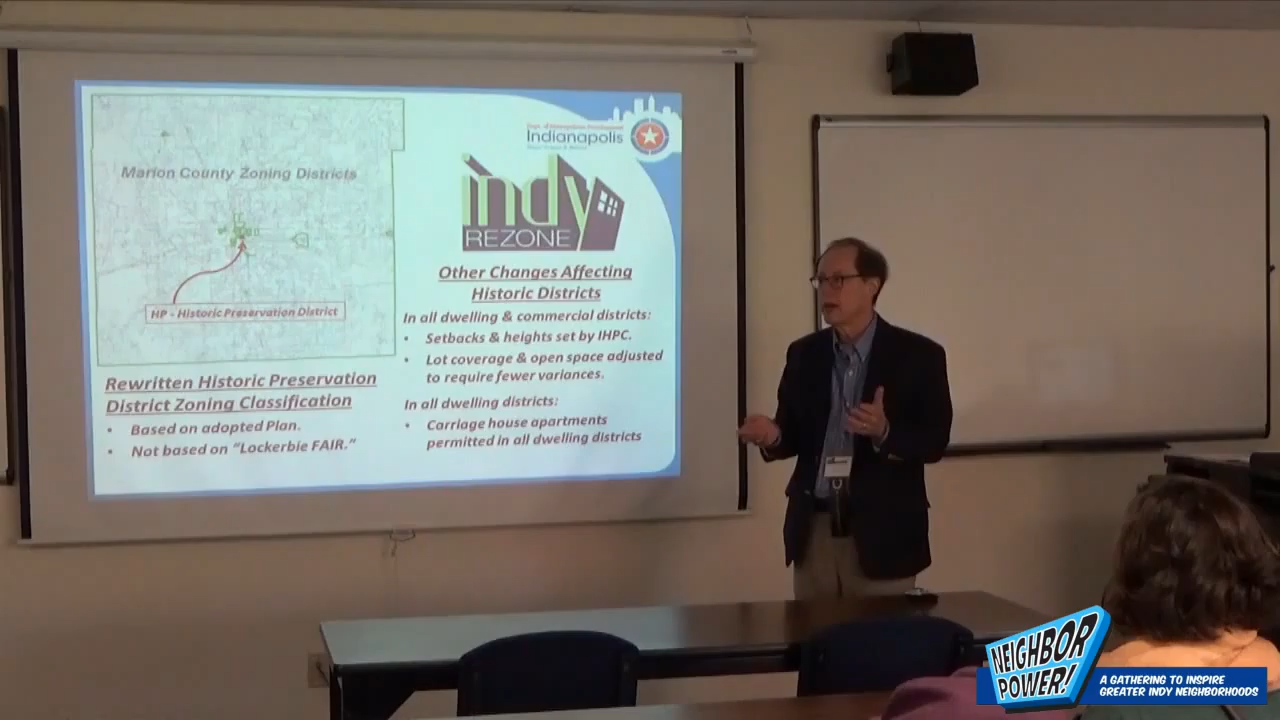 Marion County Zoning Districts
HP - Historic Preservation District
Rewritten Historic Preservation
District Zoning Classification
• Based on adopted Plan.
• Not based on “Lockerbie FAIR.”
Indianapolis
indy
REZONE
Other Changes Affecting
Historic Districts
In all dwelling & commercial districts:
• Setbacks & heights set by IHPC.
• Lot coverage & open space adjusted
to require fewer variances.
In all dwelling districts:
• Carriage house apartments
permitted in all dwelling districts
NEIGHBOR
POWER!
A GATHERING TO INSPIRE
GREATER INDY NEIGHBORHOODS